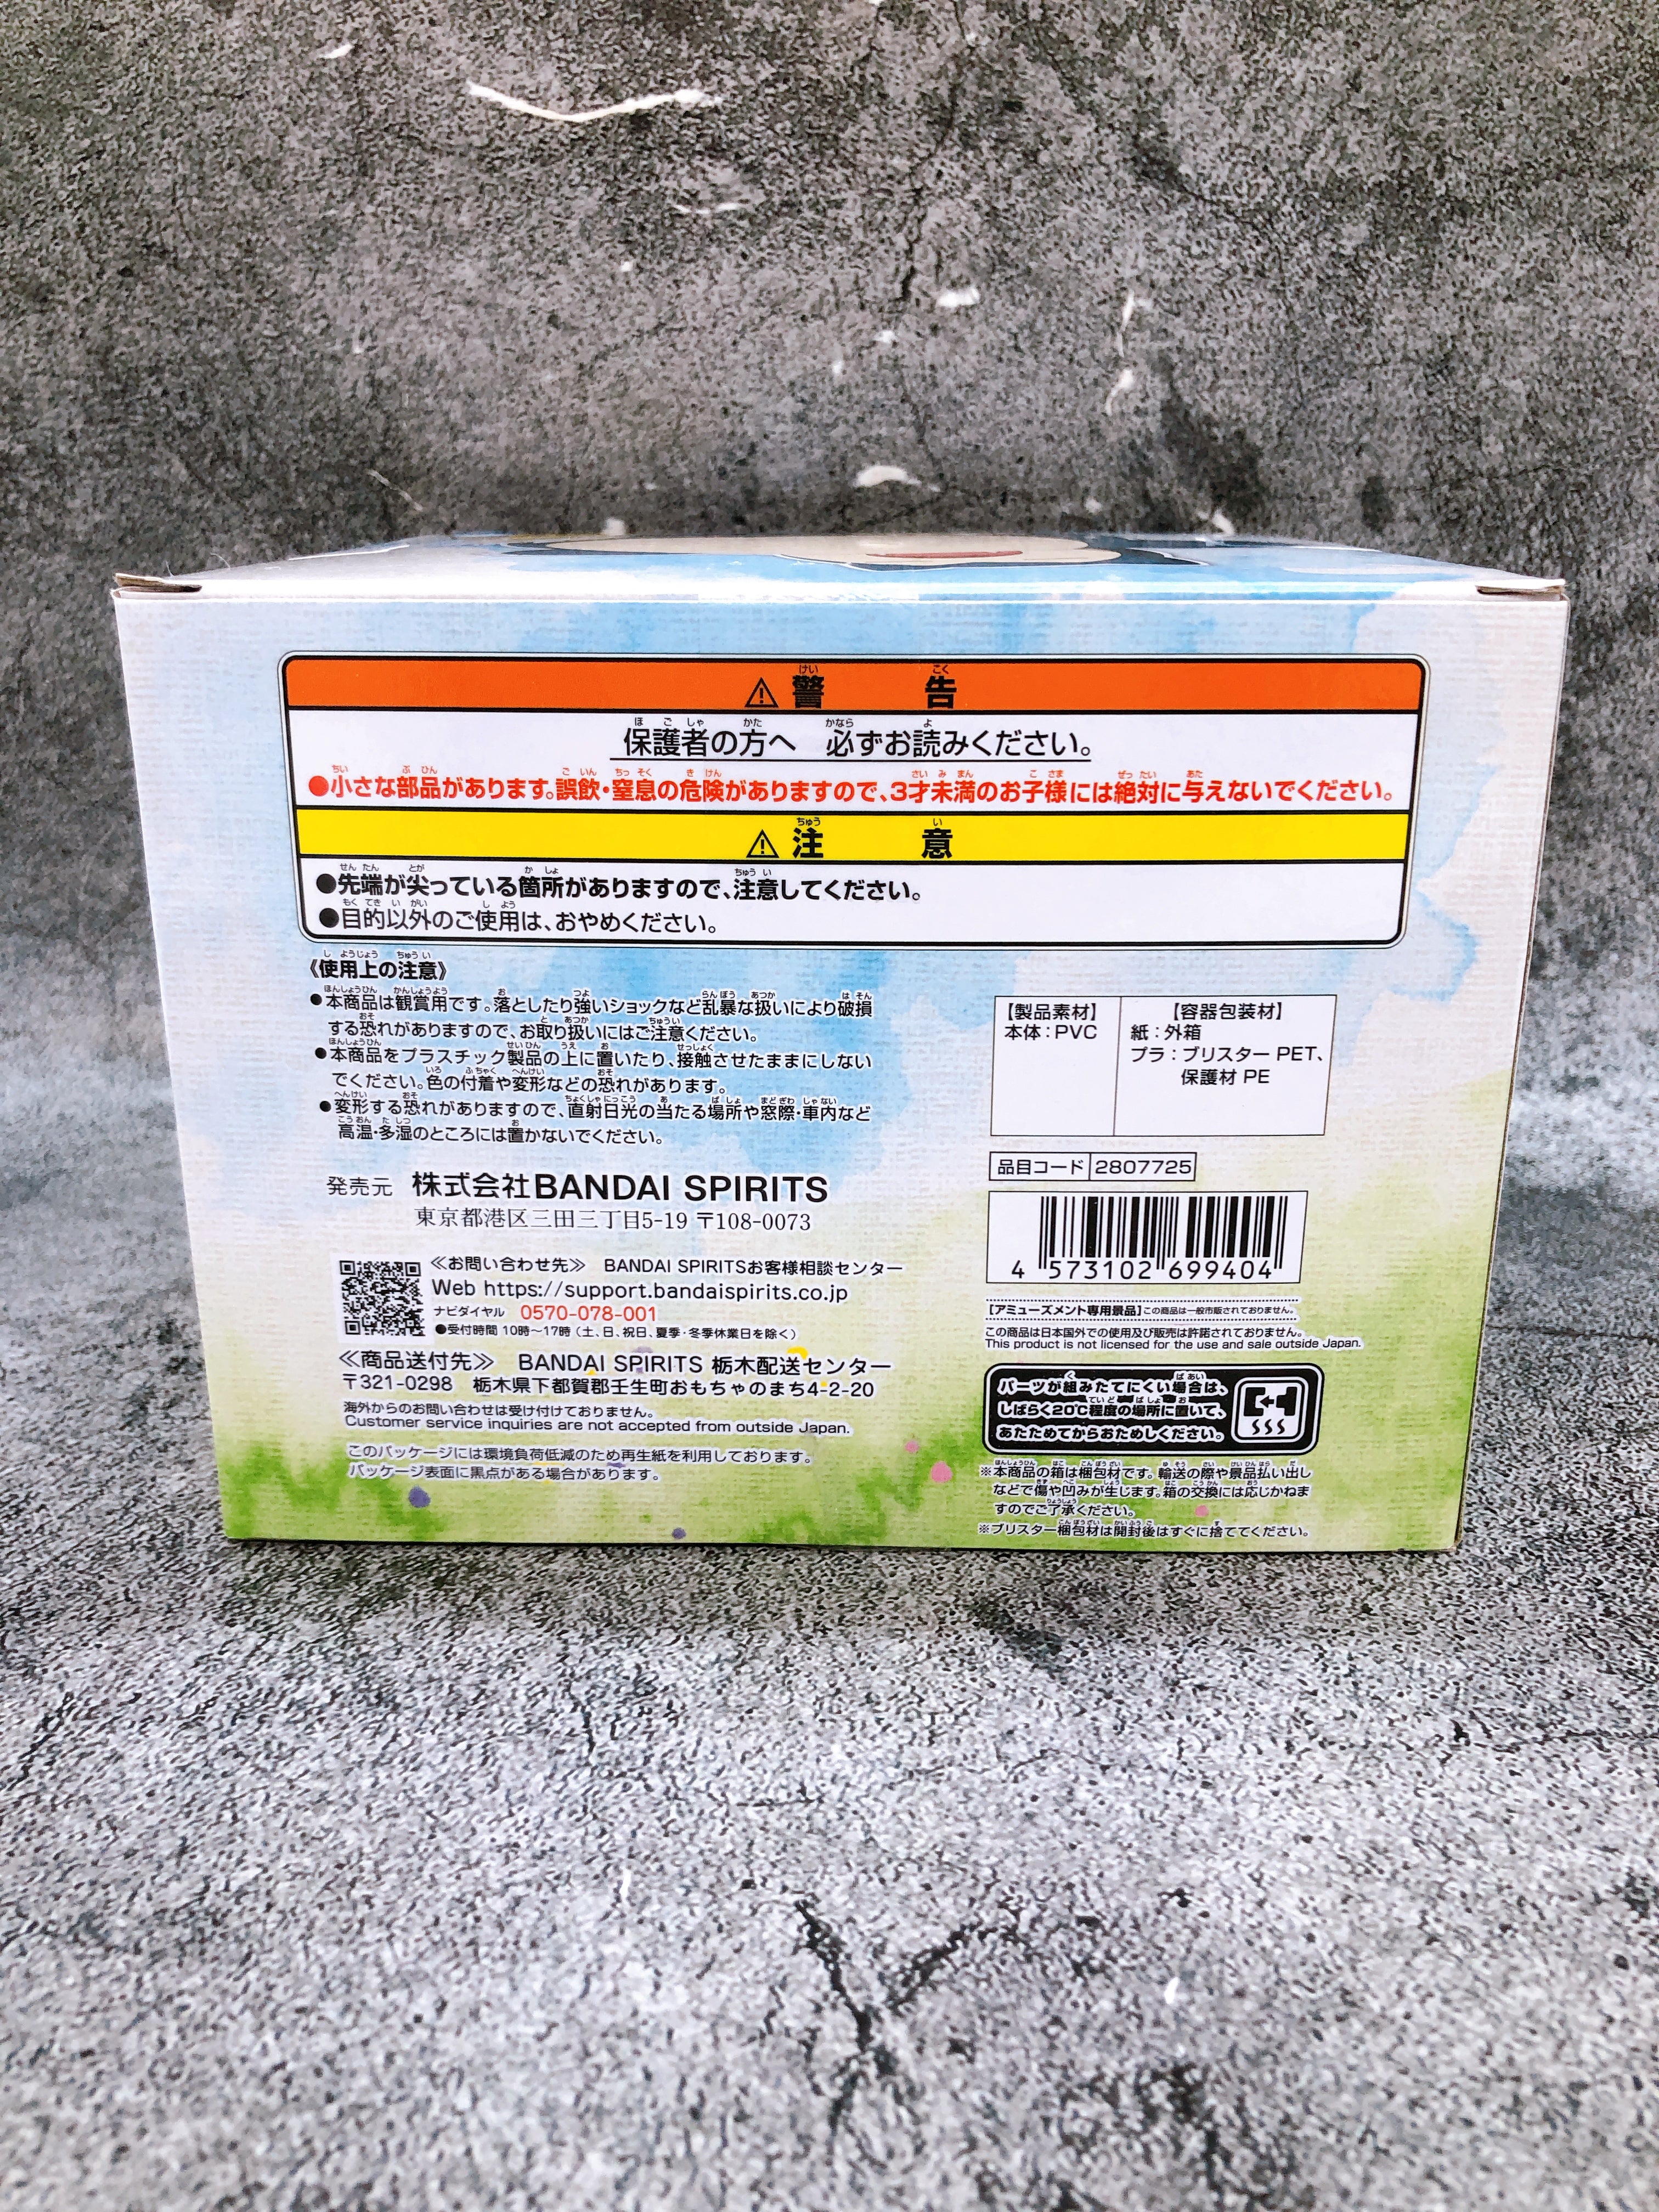 ⚠警告
保護者の方へ 必ずお読みください。
●小さな部品があります。誤飲・窒息の危険がありますので、3才未満のお子様には絶対に与えないでください。
⚠注意
●先端が尖っている箇所がありますので、注意してください。
●目的以外のご使用は、おやめください。
《使用上の注意》
●本商品は観賞用です。落としたり強いショックなど乱暴な扱いにより破損
する恐れがありますので、お取り扱いにはご注意ください。
●本商品をプラスチック製品の上に置いたり、接触させたままにしない
でください。色の付着や変形などの恐れがあります。
●変形する恐れがありますので、直射日光の当たる場所や窓際・車内など
高温・多湿のところには置かないでください。
発売元 株式会社BANDAI SPIRITS
東京都港区三田三丁目5-19 〒108-0073
≪お問い合わせ先≫ BANDAI SPIRITSお客様相談センター
Web https://support.bandaispirits.co.jp
ナビダイヤル 0570-078-001
●受付時間 10時〜17時(土、日、祝日、夏季・冬季休業日を除く)
≪商品送付先≫ BANDAI SPIRITS 栃木配送センター
〒321-0298 栃木県下都賀郡壬生町おもちゃのまち4-2-20
海外からのお問い合わせは受け付けておりません。
Customer service inquiries are not accepted from outside Japan.
このパッケージには環境負荷低減のため再生紙を利用しております。
パッケージ表面に黒点がある場合があります。
【製品素材】
本体：PVC
【容器包装材】
紙：外箱
プラ：ブリスター PET、
保護材 PE
品目コード 2807725
4 573102 699404
【アミューズメント専用景品】この商品は一般市販されておりません。
この商品は日本国外での使用及び販売は許諾されておりません。
This product is not licensed for the use and sale outside Japan.
パーツが組みたてにくい場合は、
しばらく20℃程度の場所に置いて、
あたためてからおためしください。
※本商品の箱は梱包材です。輸送の際や景品払い出し
などで傷や凹みが生じます。箱の交換には応じかねま
すのでご了承ください。
※ブリスター梱包材は開封後はすぐに捨ててください。